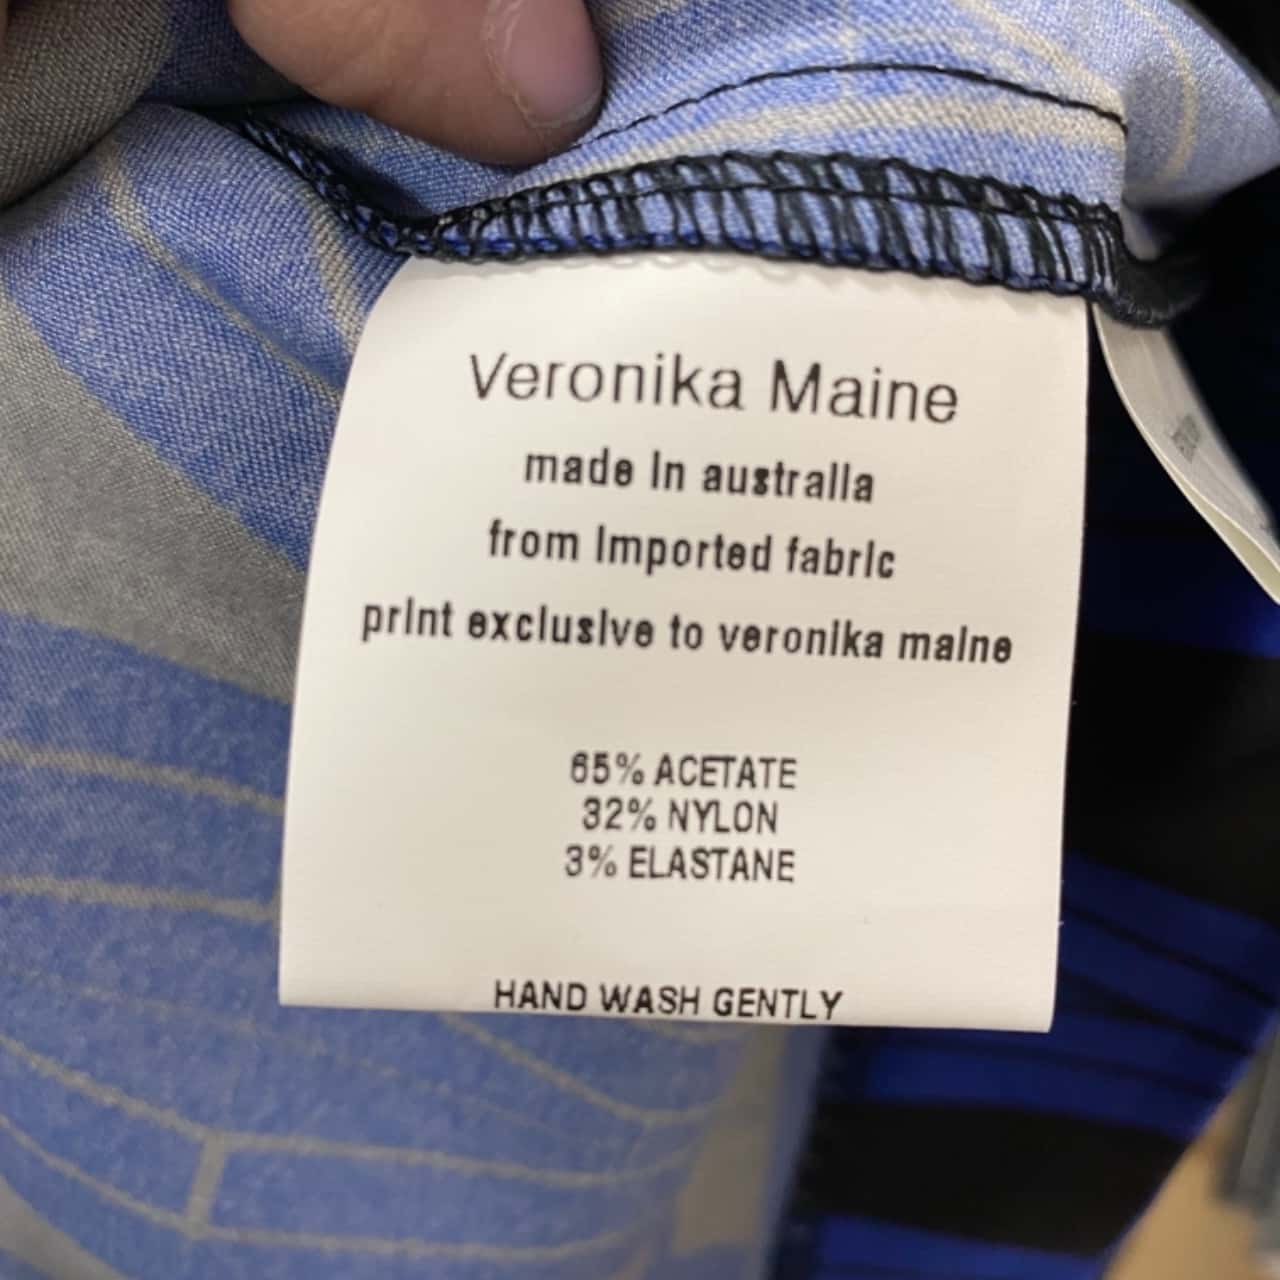 Veronika Maine
made in australia
from imported fabric
print exclusive to veronika maine
65% ACETATE
32% NYLON
3% ELASTANE
HAND WASH GENTLY